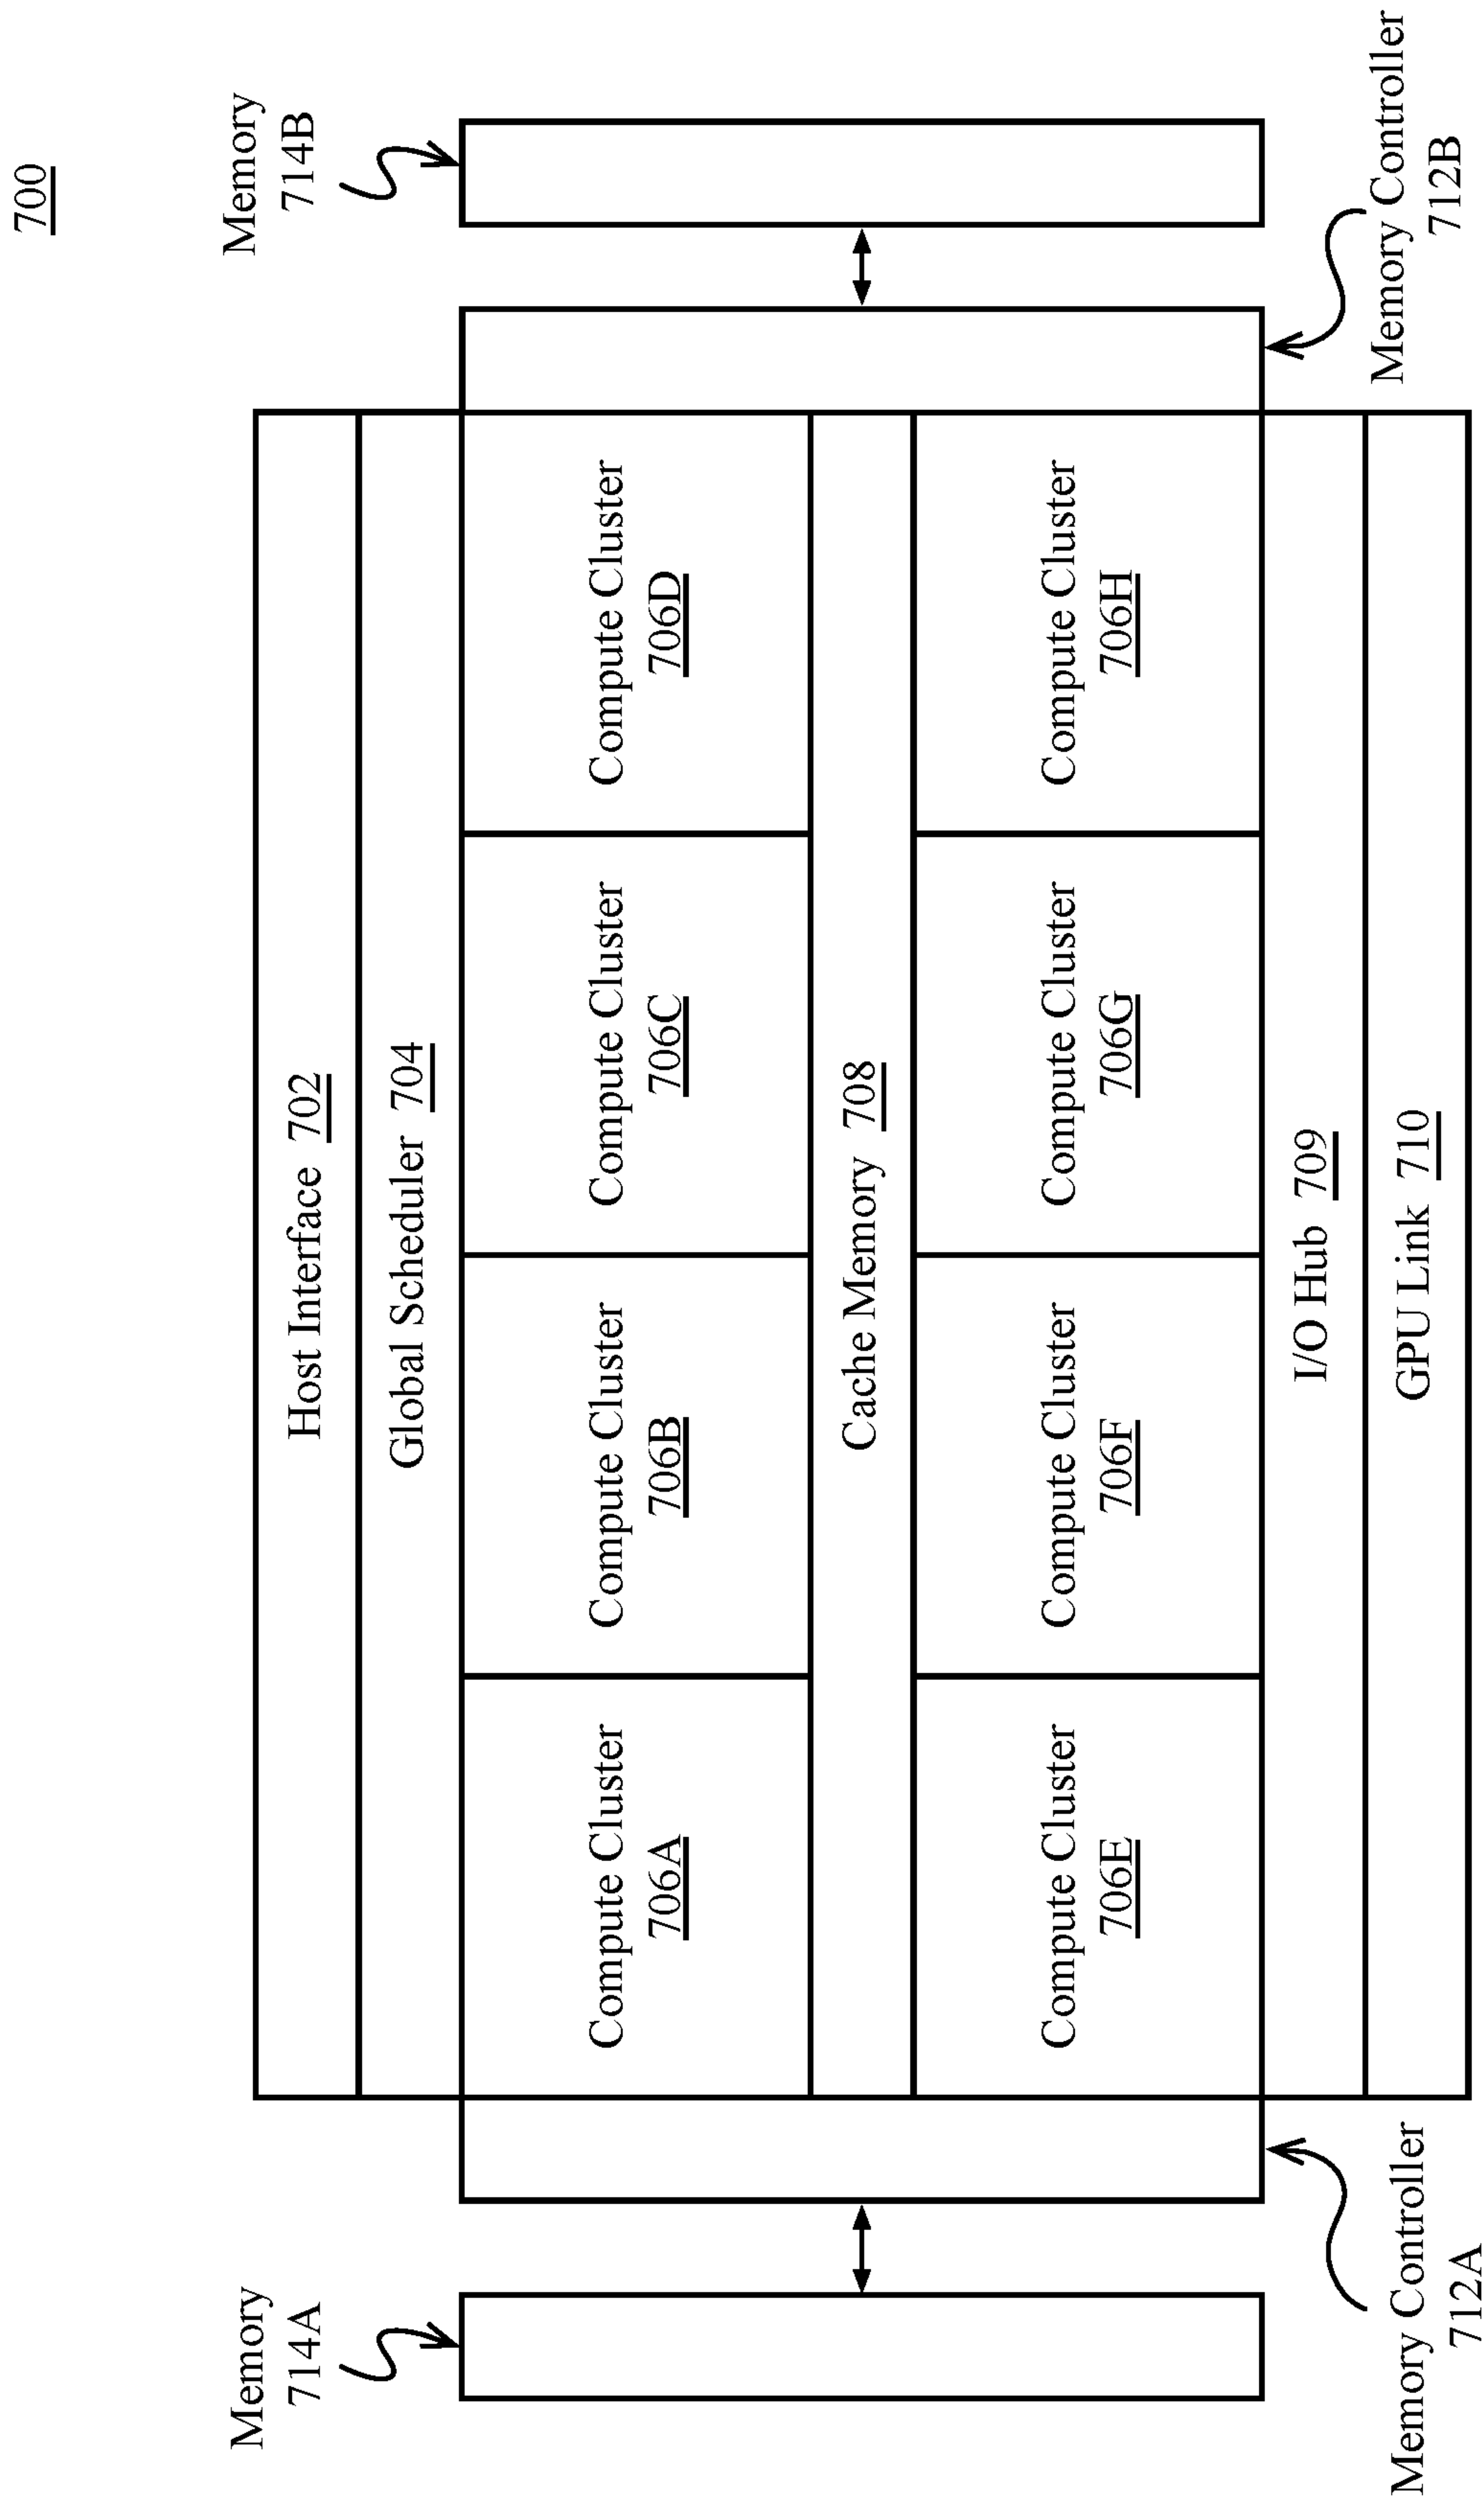 700
Memory
714A
Memory
714B
Host Interface 702
Global Scheduler 704
Compute Cluster
706A
Compute Cluster
706B
Compute Cluster
706C
Compute Cluster
706D
Cache Memory 708
Compute Cluster
706E
Compute Cluster
706F
Compute Cluster
706G
Compute Cluster
706H
I/O Hub 709
GPU Link 710
Memory Controller
712A
Memory Controller
712B